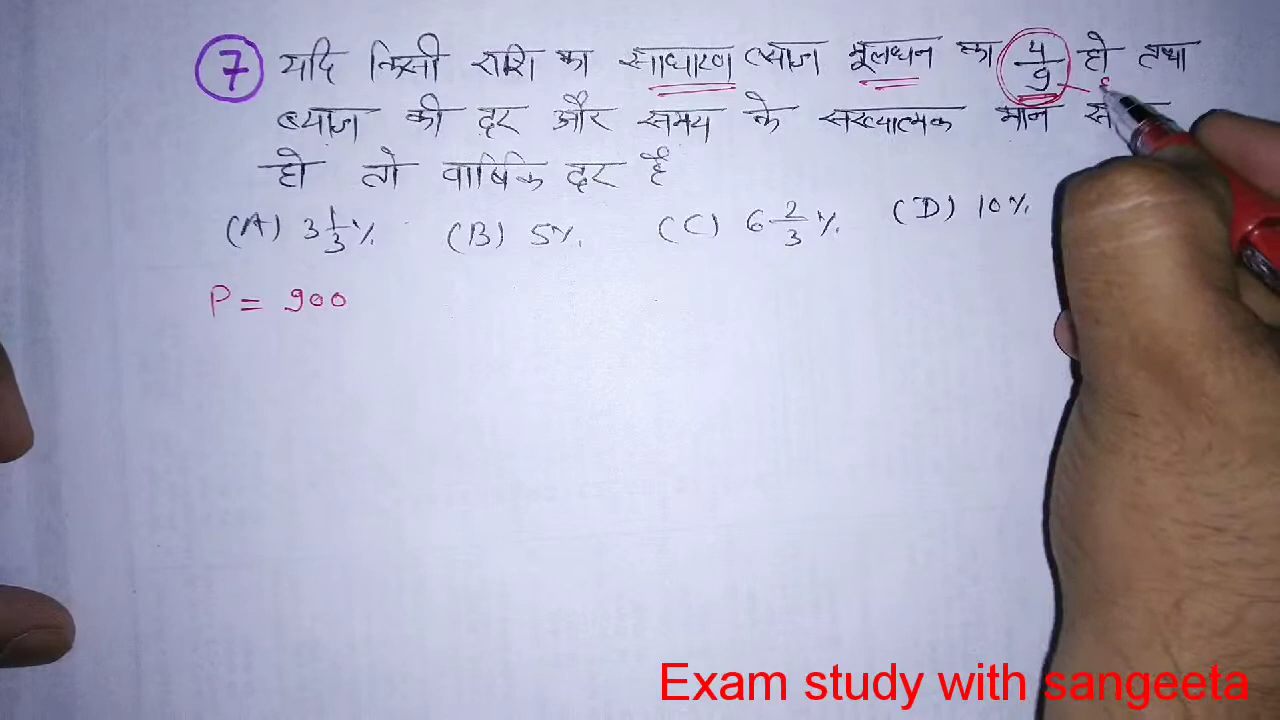 7 यदि किसी राशि का साधारण ब्याज मूलधन का 4/9 हो तथा
ब्याज की दर और समय के संख्यात्मक मान
हो तो वार्षिक दर है
(A) 3 1/3 % (B) 5% (C) 6 2/3 % (D) 10%
P = 900
Exam study with sangeeta